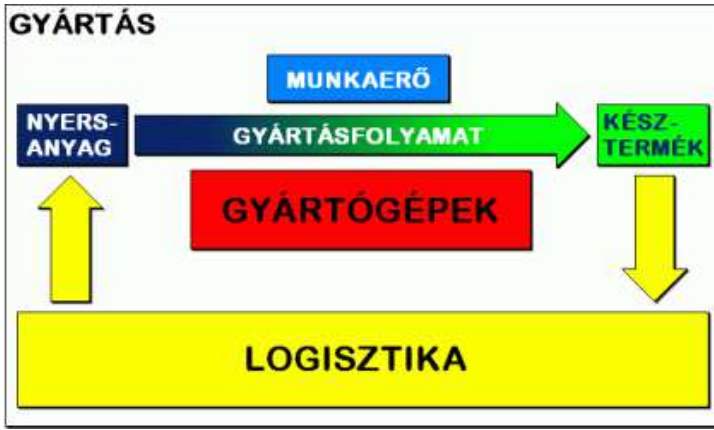 GYÁRTÁS
MUNKAERŐ
NYERS-
ANYAG
GYÁRTÁSFOLYAMAT
KÉSZ-
TERMÉK
GYÁRTÓGÉPEK
LOGISZTIKA